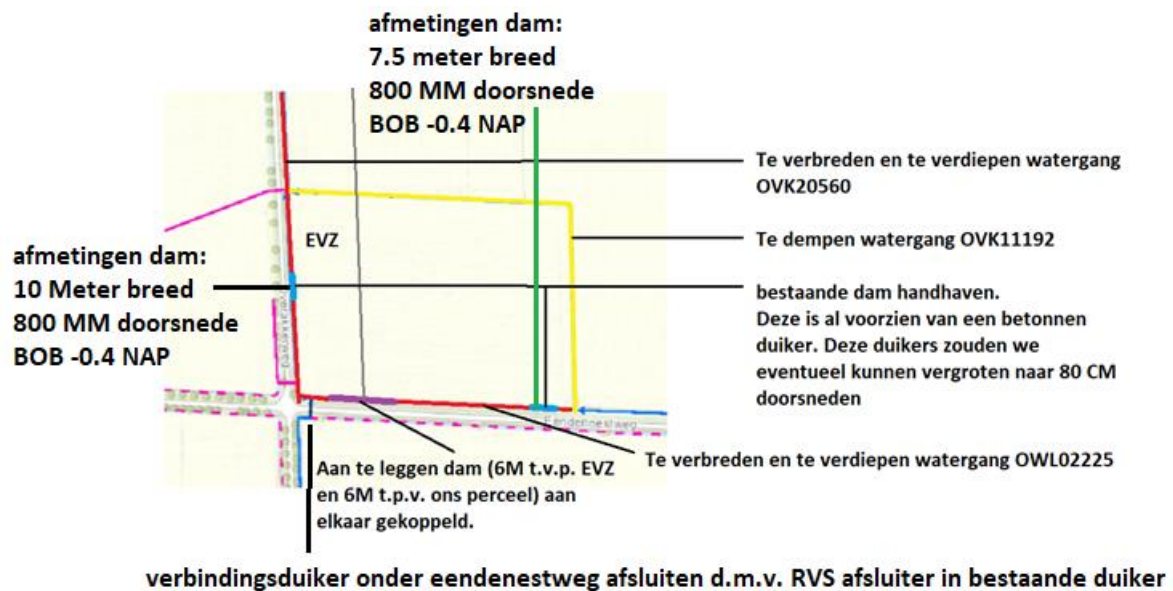 afmetingen dam:
7.5 meter breed
800 MM doorsnede
BOB -0.4 NAP
Te verbreden en te verdiepen watergang
OVK20560
EVZ
Te dempen watergang OVK11192
afmetingen dam:
10 Meter breed
800 MM doorsnede
BOB -0.4 NAP
bestaande dam handhaven.
Deze is al voorzien van een betonnen
duiker. Deze duikers zouden we
eventueel kunnen vergroten naar 80 CM
doorsneden
Eendennestweg
Te verbreden en te verdiepen watergang OWL02225
Aan te leggen dam (6M t.v.p. EVZ
en 6M t.p.v. ons perceel) aan
elkaar gekoppeld.
verbindingsduiker onder eendenestweg afsluiten d.m.v. RVS afsluiter in bestaande duiker